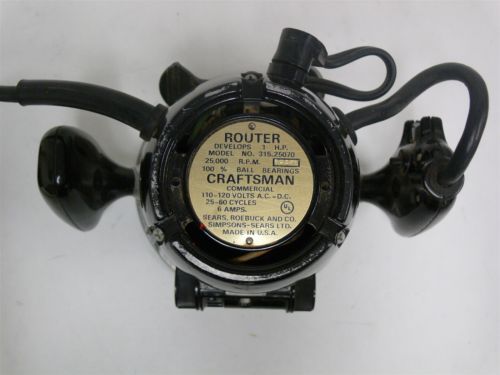 ROUTER
DEVELOPS 1 H.P.
MODEL NO. 315.25070
25,000 R.P.M.
100 % BALL BEARINGS
CRAFTSMAN
COMMERCIAL
110-120 VOLTS A.C.-D.C.
25-60 CYCLES
6 AMPS.
UL
SEARS, ROEBUCK AND CO.
SIMPSONS-SEARS LTD.
MADE IN U.S.A.